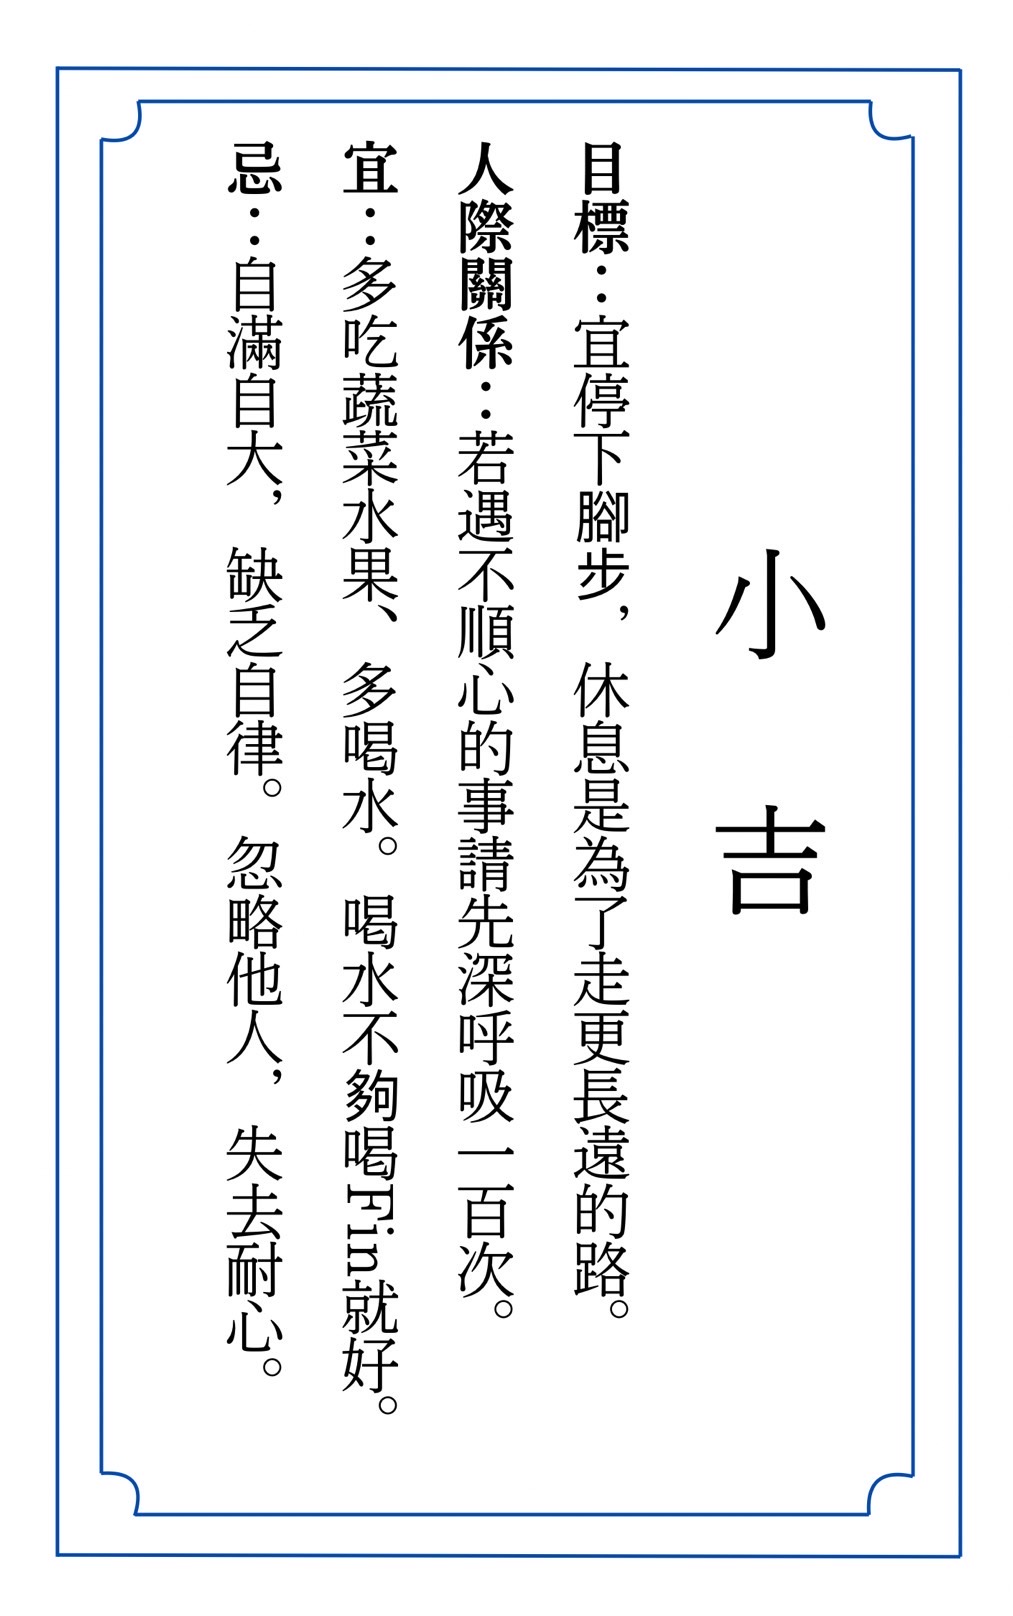 小吉
目標：宜停下腳步，休息是為了走更長遠的路。
人際關係：若遇不順心的事請先深呼吸一百次。
宜：多吃蔬菜水果、多喝水。喝水不夠喝Fin就好。
忌：自滿自大，缺乏自律。忽略他人，失去耐心。